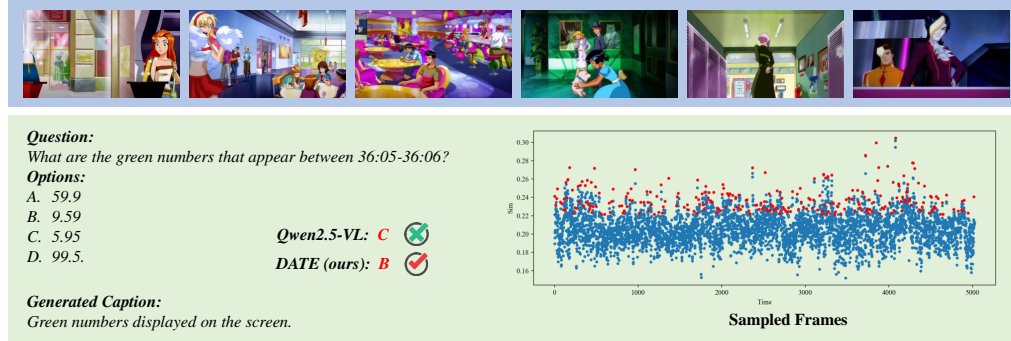 Question:
What are the green numbers that appear between 36:05-36:06?
Options:
A. 59.9
B. 9.59
C. 5.95
D. 99.5.
Qwen2.5-VL: C
DATE (ours): B
Generated Caption:
Green numbers displayed on the screen.
0.30
0.28
0.26
0.24
0.22
0.20
0.18
0.16
Sim
0
1000
2000
3000
4000
5000
Time
Sampled Frames